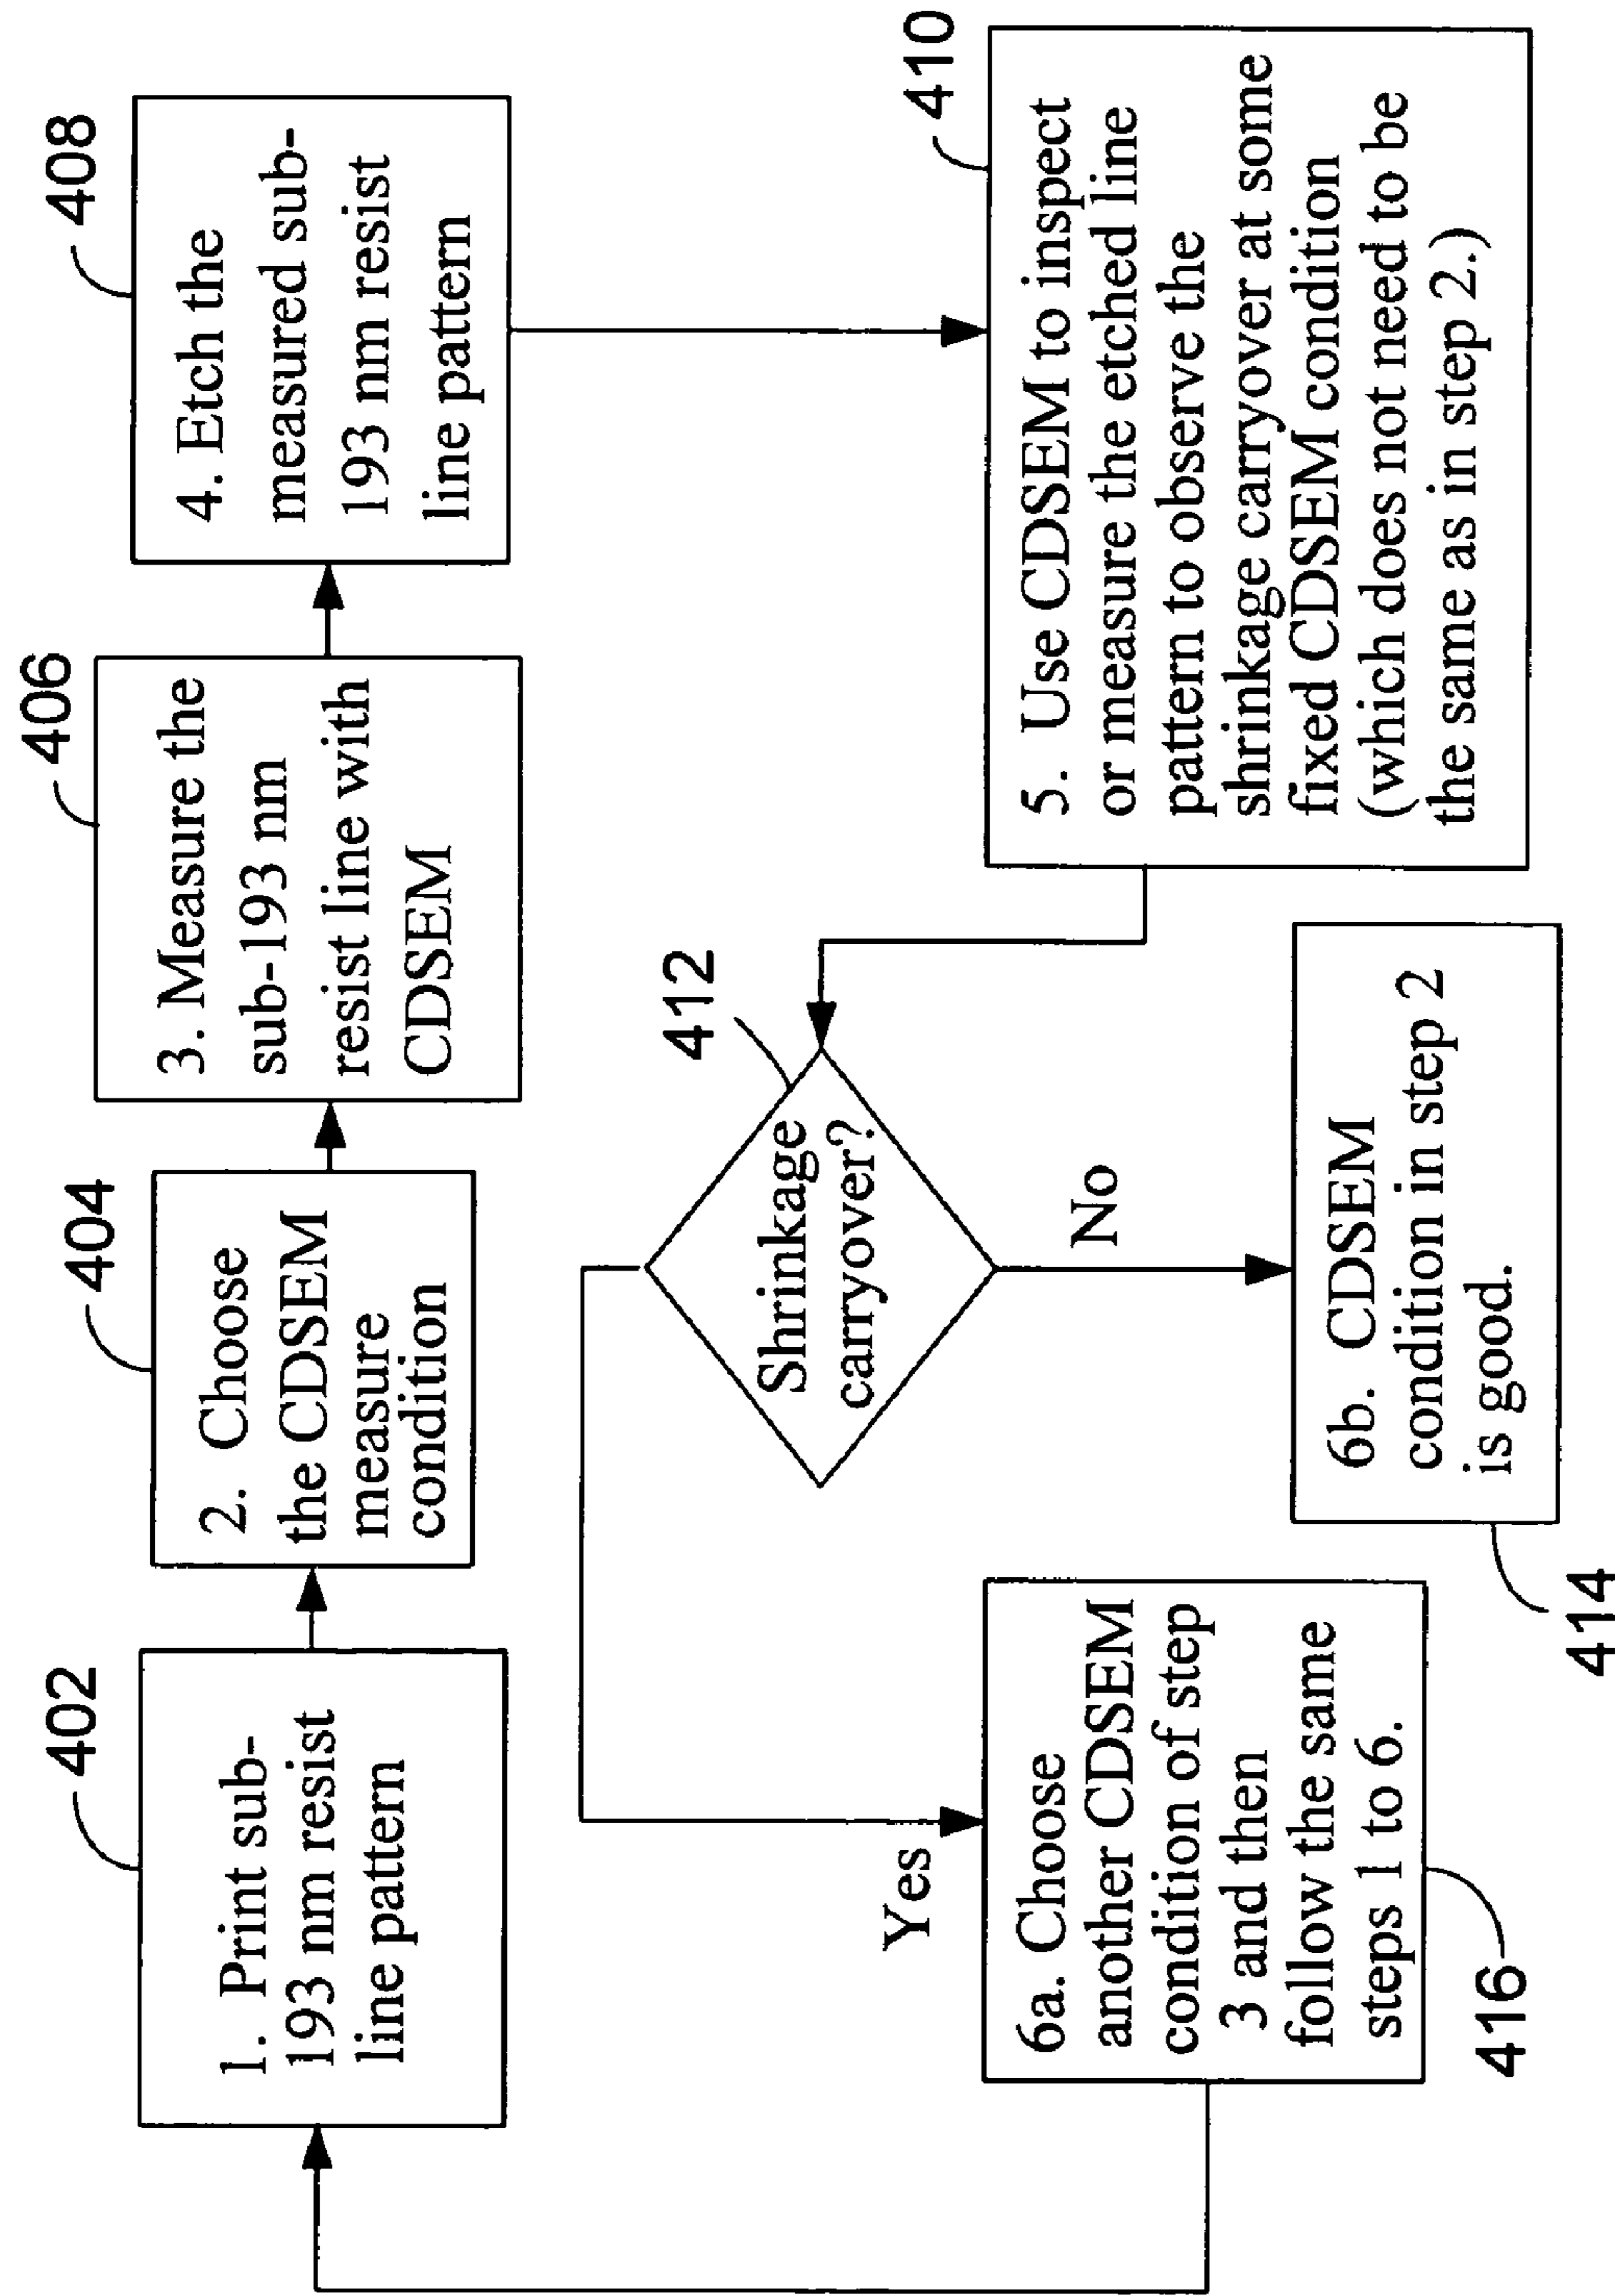 402
1. Print sub-
193 nm resist
line pattern
404
2. Choose
the CDSEM
measure
condition
406
3. Measure the
sub-193 nm
resist line with
CDSEM
408
4. Etch the
measured sub-
193 nm resist
line pattern
410
5. Use CDSEM to inspect
or measure the etched line
pattern to observe the
shrinkage carryover at some
fixed CDSEM condition
(which does not need to be
the same as in step 2.)
412
Shrinkage
carryover?
No
Yes
6b. CDSEM
condition in step 2
is good.
414
6a. Choose
another CDSEM
condition of step
3 and then
follow the same
steps 1 to 6.
416